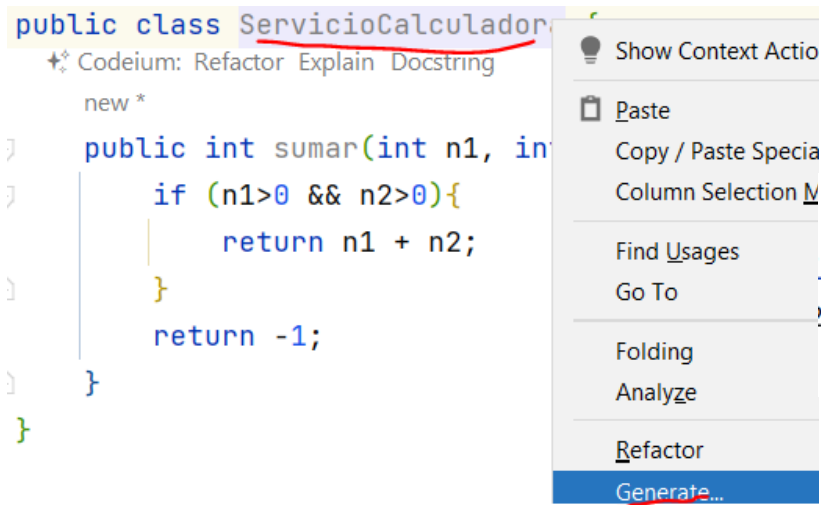 public class ServicioCalculadora {
Codeium: Refactor Explain Docstring
new *
public int sumar(int n1, int
if (n1>0 && n2>0){
return n1 + n2;
}
return -1;
}
}
Show Context Actio
Paste
Copy / Paste Specia
Column Selection M
Find Usages
Go To
Folding
Analyze
Refactor
Generate...